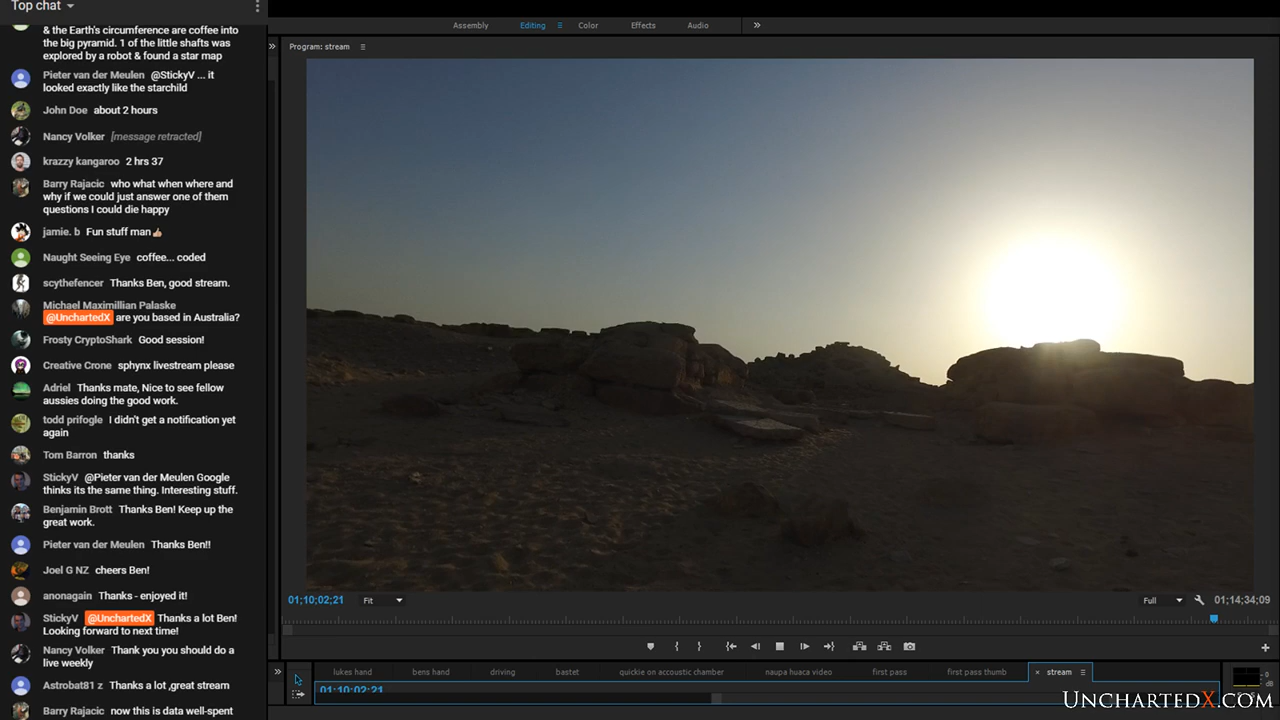 Top chat
& the Earth's circumference are coffee into
the big pyramid. 1 of the little shafts was
explored by a robot & found a star map
Pieter van der Meulen @StickyV ... it
looked exactly like the starchild
John Doe about 2 hours
Nancy Volker [message retracted]
krazzy kangaroo 2 hrs 37
Barry Rajacic who what when where and
why if we could just answer one of them
questions I could die happy
jamie. b Fun stuff man👍
Naught Seeing Eye coffee... coded
scythefencer Thanks Ben, good stream.
Michael Maximillian Palaske
@UnchartedX are you based in Australia?
Frosty CryptoShark Good session!
Creative Crone sphynx livestream please
Adriel Thanks mate, Nice to see fellow
aussies doing the good work.
todd prifogle I didn't get a notification yet
again
Tom Barron thanks
StickyV @Pieter van der Meulen Google
thinks its the same thing. Interesting stuff.
Benjamin Brott Thanks Ben! Keep up the
great work.
Pieter van der Meulen Thanks Ben!!
Joel G NZ cheers Ben!
anonagain Thanks - enjoyed it!
StickyV @UnchartedX Thanks a lot Ben!
Looking forward to next time!
Nancy Volker Thank you you should do a
live weekly
Astrobat81 z Thanks a lot ,great stream
Barry Rajacic now this is data well-spent
Assembly Editing Color Effects Audio
Program: stream
01;10;02;21 Fit Full 01;14;34;09
lukes hand bens hand driving bastet quickie on accoustic chamber naupa huaca video first pass first pass thumb × stream
01;10;02;21
UNCHARTEDX.COM